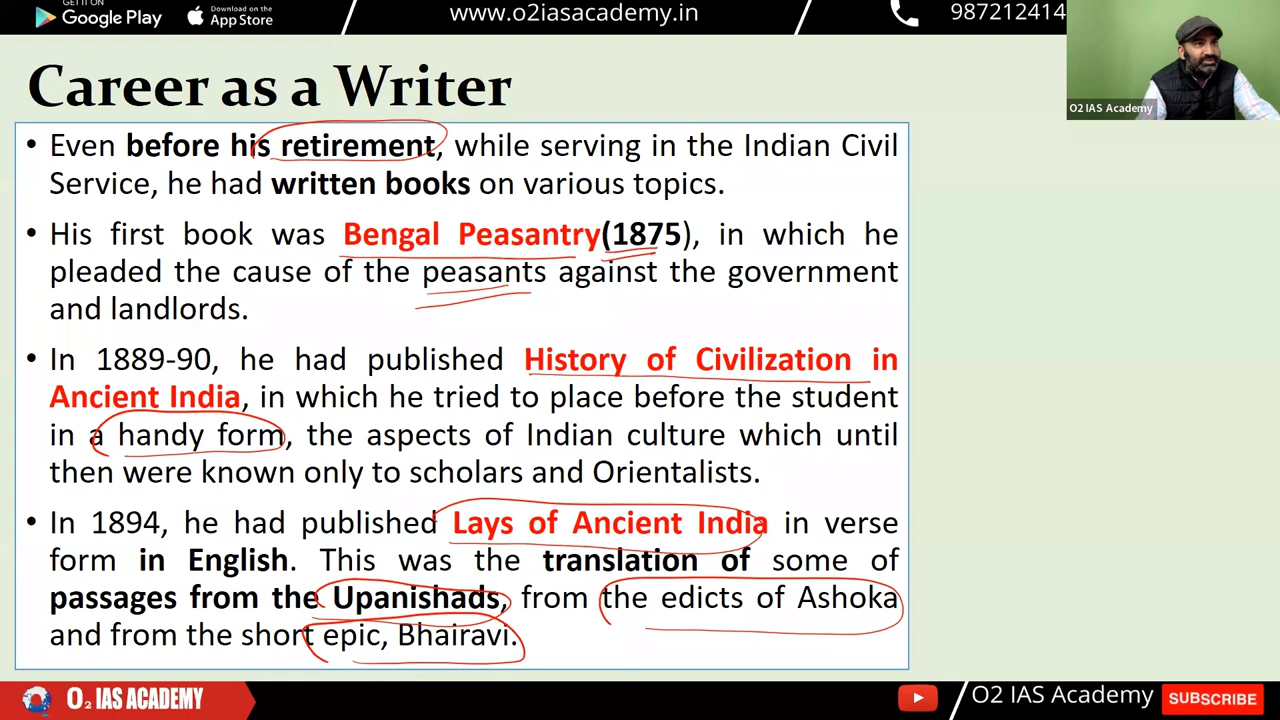 GET IT ON
Google Play
Download on the
App Store
www.o2iasacademy.in
987212414
O2 IAS Academy
Career as a Writer
• Even before his retirement, while serving in the Indian Civil
Service, he had written books on various topics.
• His first book was Bengal Peasantry(1875), in which he
pleaded the cause of the peasants against the government
and landlords.
• In 1889-90, he had published History of Civilization in
Ancient India, in which he tried to place before the student
in a handy form, the aspects of Indian culture which until
then were known only to scholars and Orientalists.
• In 1894, he had published Lays of Ancient India in verse
form in English. This was the translation of some of
passages from the Upanishads, from the edicts of Ashoka
and from the short epic, Bhairavi.
O2 IAS ACADEMY
O2 IAS Academy
SUBSCRIBE